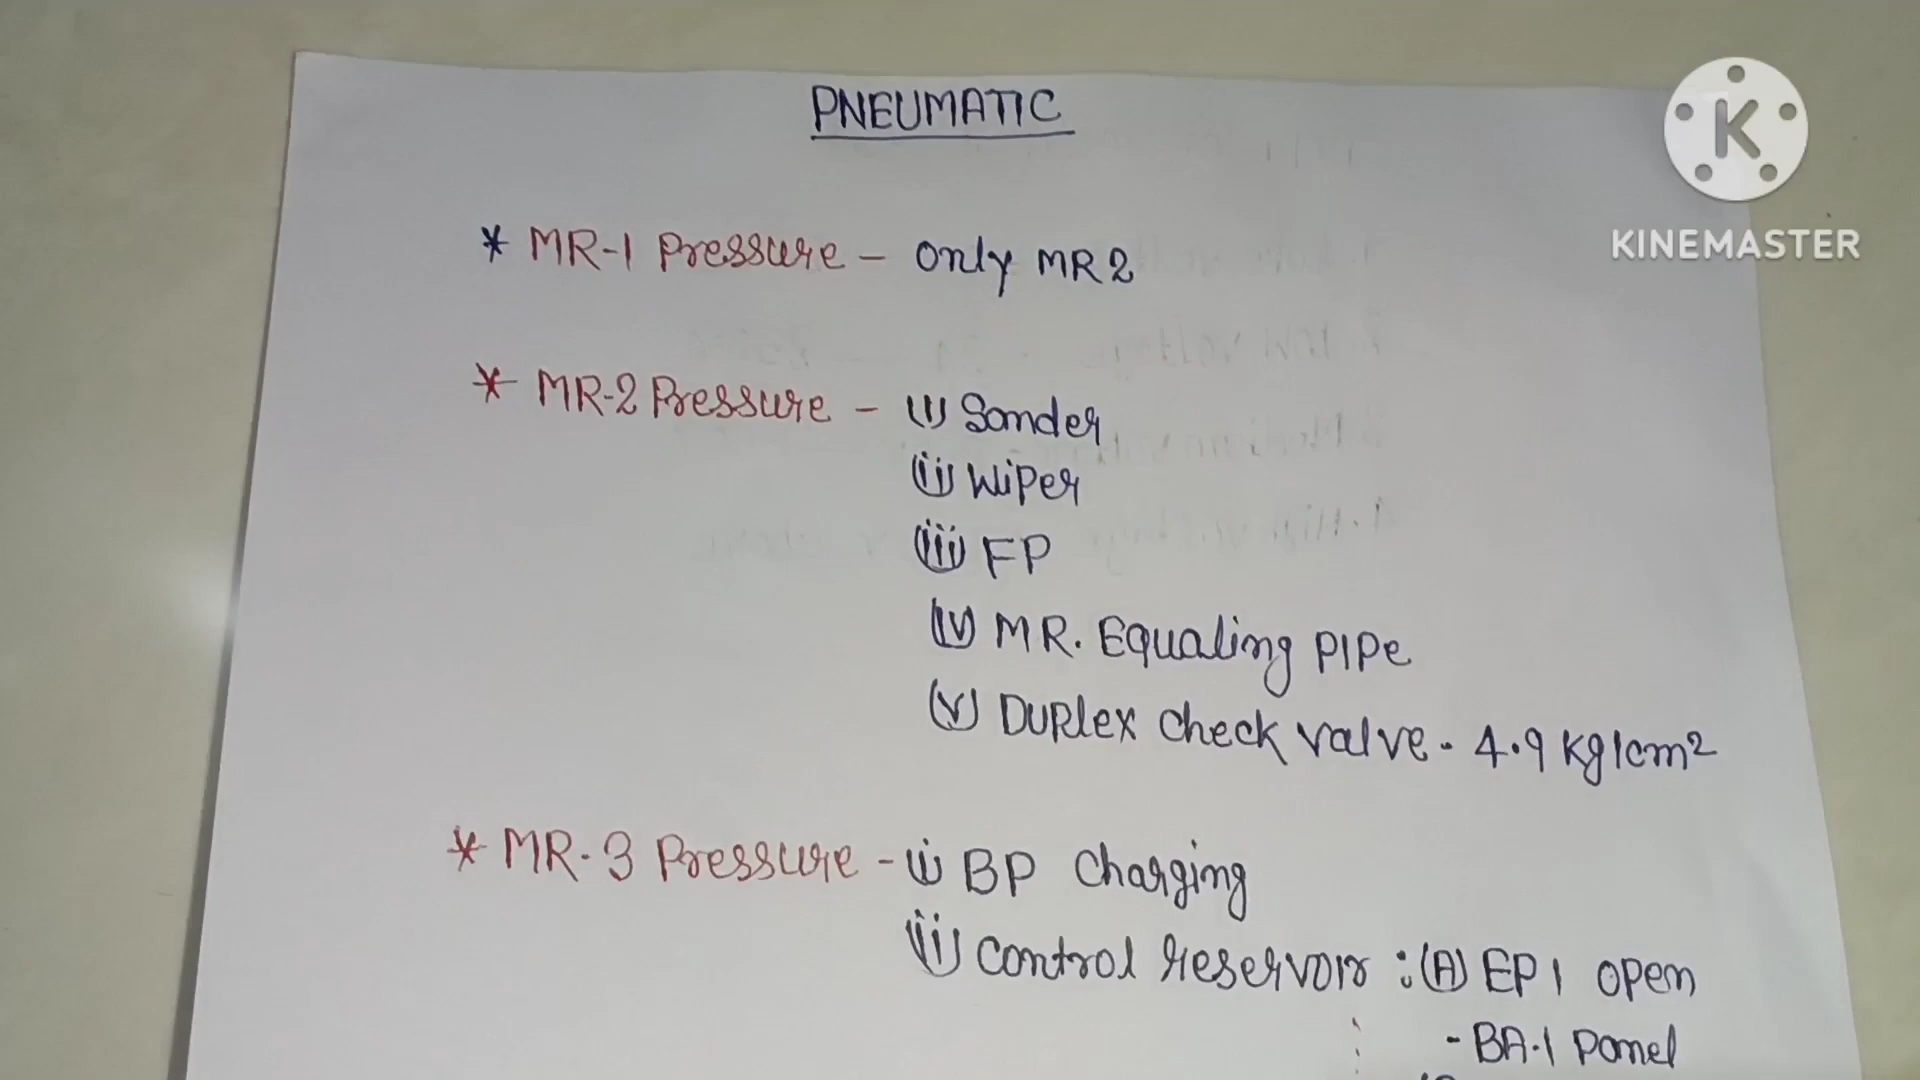 PNEUMATIC
* MR-1 Pressure - only MR2
* MR-2 Pressure - (i) Sander
(ii) Wiper
(iii) FP
(iv) MR. Equaling PIPe
(v) Duplex check valve - 4.9 kg/cm²
* MR-3 Pressure - (i) BP charging
(ii) control reservoir : (A) EP1 open
- BA-1 Panel
KINEMASTER